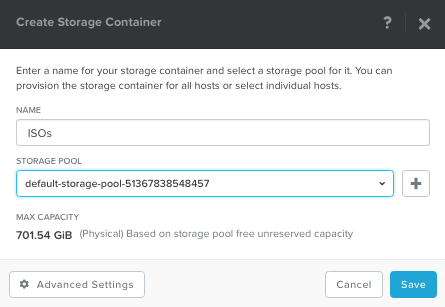 Create Storage Container
?
Enter a name for your storage container and select a storage pool for it. You can
provision the storage container for all hosts or select individual hosts.
NAME
ISOs
STORAGE POOL
default-storage-pool-51367838548457
MAX CAPACITY
701.54 GiB (Physical) Based on storage pool free unreserved capacity
Advanced Settings
Cancel
Save